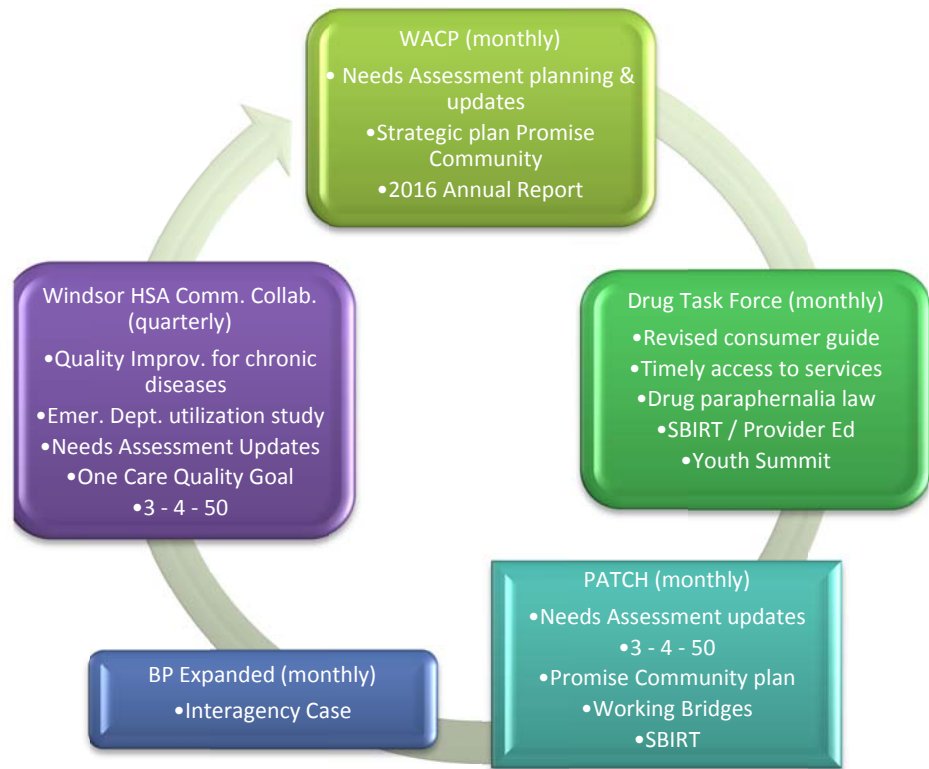 WACP (monthly)
• Needs Assessment planning &
updates
•Strategic plan Promise
Community
•2016 Annual Report
Drug Task Force (monthly)
•Revised consumer guide
•Timely access to services
•Drug paraphernalia law
•SBIRT / Provider Ed
•Youth Summit
PATCH (monthly)
•Needs Assessment updates
•3 - 4 - 50
•Promise Community plan
•Working Bridges
•SBIRT
BP Expanded (monthly)
•Interagency Case
Windsor HSA Comm. Collab.
(quarterly)
•Quality Improv. for chronic
diseases
•Emer. Dept. utilization study
•Needs Assessment Updates
•One Care Quality Goal
•3 - 4 - 50